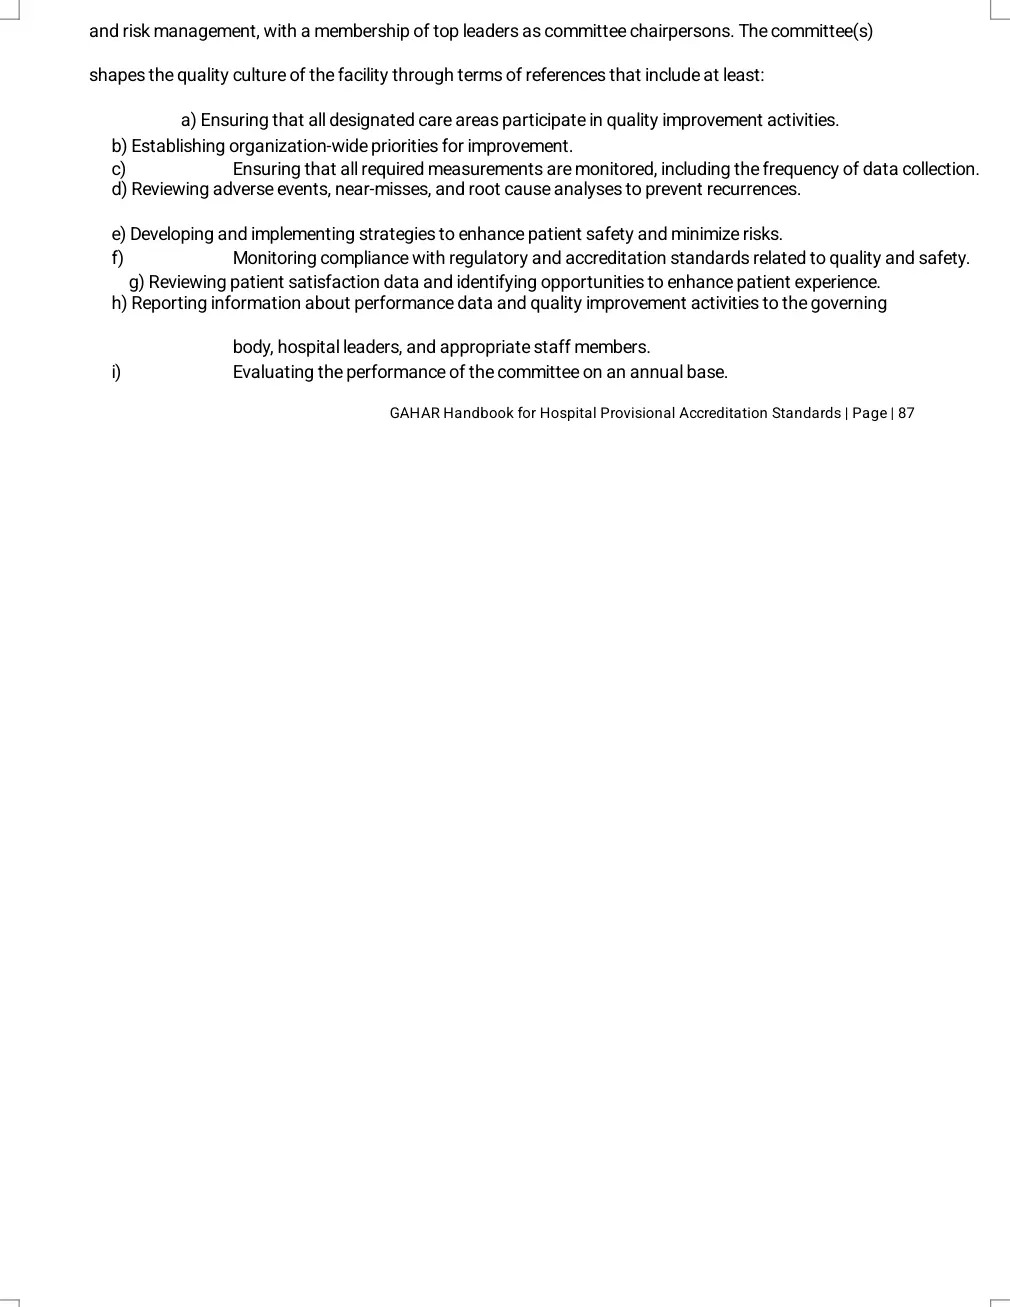 and risk management, with a membership of top leaders as committee chairpersons. The committee(s)
shapes the quality culture of the facility through terms of references that include at least:
a) Ensuring that all designated care areas participate in quality improvement activities.
b) Establishing organization-wide priorities for improvement.
c) Ensuring that all required measurements are monitored, including the frequency of data collection.
d) Reviewing adverse events, near-misses, and root cause analyses to prevent recurrences.
e) Developing and implementing strategies to enhance patient safety and minimize risks.
f) Monitoring compliance with regulatory and accreditation standards related to quality and safety.
g) Reviewing patient satisfaction data and identifying opportunities to enhance patient experience.
h) Reporting information about performance data and quality improvement activities to the governing
body, hospital leaders, and appropriate staff members.
i) Evaluating the performance of the committee on an annual base.
GAHAR Handbook for Hospital Provisional Accreditation Standards | Page | 87